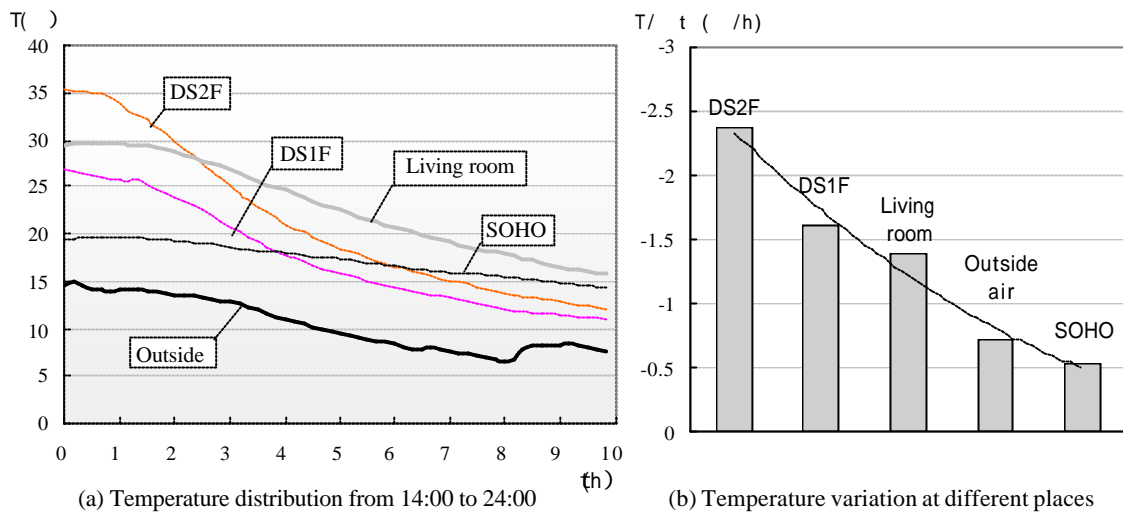 T( )
40
35
30
25
20
15
10
5
0
DS2F
DS1F
Living room
SOHO
Outside
0 1 2 3 4 5 6 7 8 9 10
t(h)
(a) Temperature distribution from 14:00 to 24:00
T/ t ( /h)
-3
-2.5
-2
-1.5
-1
-0.5
0
DS2F
DS1F
Living
room
Outside
air
SOHO
(b) Temperature variation at different places